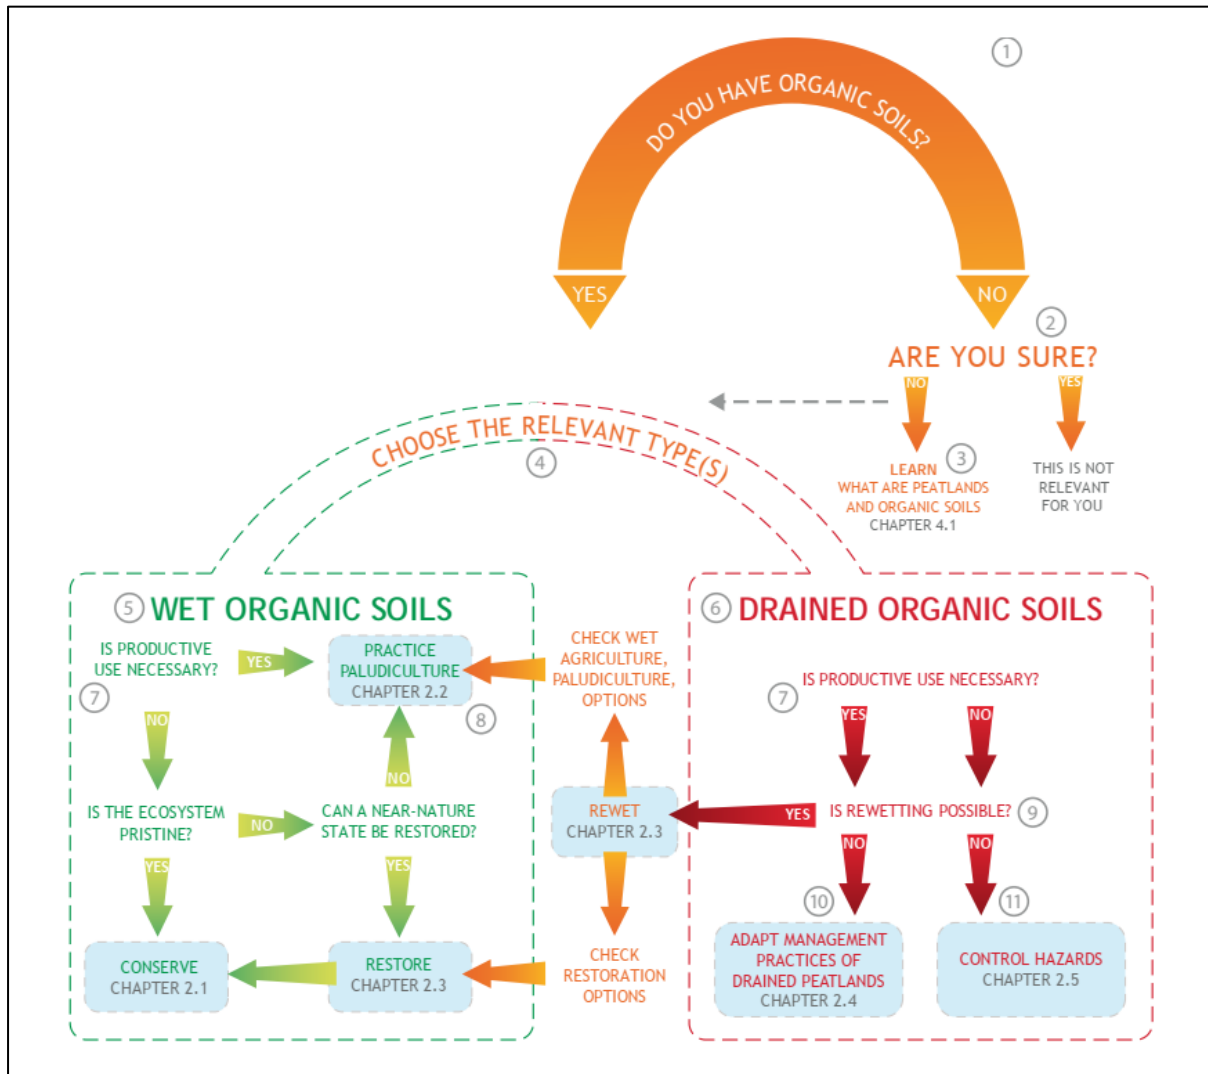 1
DO YOU HAVE ORGANIC SOILS?
YES
NO
2
ARE YOU SURE?
NO
YES
3
LEARN
WHAT ARE PEATLANDS
AND ORGANIC SOILS
CHAPTER 4.1
THIS IS NOT
RELEVANT
FOR YOU
CHOOSE THE RELEVANT TYPE(S)
4
5
WET ORGANIC SOILS
IS PRODUCTIVE
USE NECESSARY?
7
YES
PRACTICE
PALUDICULTURE
CHAPTER 2.2
8
NO
NO
IS THE ECOSYSTEM
PRISTINE?
NO
CAN A NEAR-NATURE
STATE BE RESTORED?
YES
YES
CONSERVE
CHAPTER 2.1
RESTORE
CHAPTER 2.3
CHECK WET
AGRICULTURE,
PALUDICULTURE,
OPTIONS
REWET
CHAPTER 2.3
CHECK
RESTORATION
OPTIONS
6
DRAINED ORGANIC SOILS
IS PRODUCTIVE USE NECESSARY?
7
YES
NO
YES
IS REWETTING POSSIBLE?
9
NO
NO
10
11
ADAPT MANAGEMENT
PRACTICES OF
DRAINED PEATLANDS
CHAPTER 2.4
CONTROL HAZARDS
CHAPTER 2.5